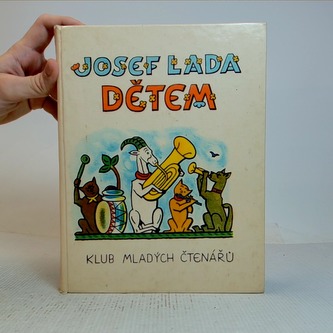 JOSEF LADA
DĚTEM
KLUB MLADÝCH ČTENÁŘŮ